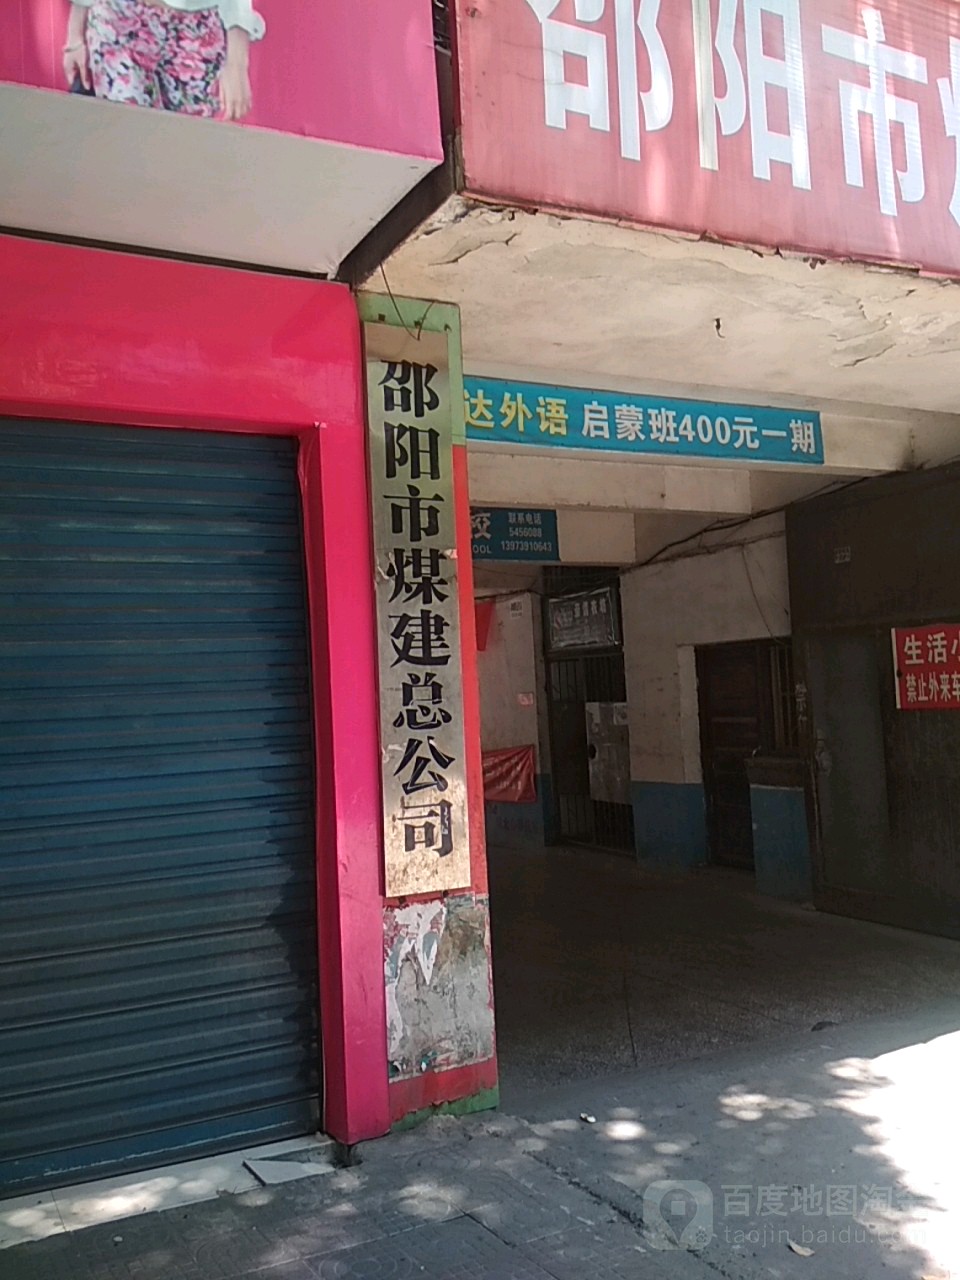 邵阳市
邵阳市煤建总公司
达外语 启蒙班400元一期
校
OOL
联系电话
5456088
13973910643
生活小
禁止外来车
百度地图淘
taojin.baidu.com